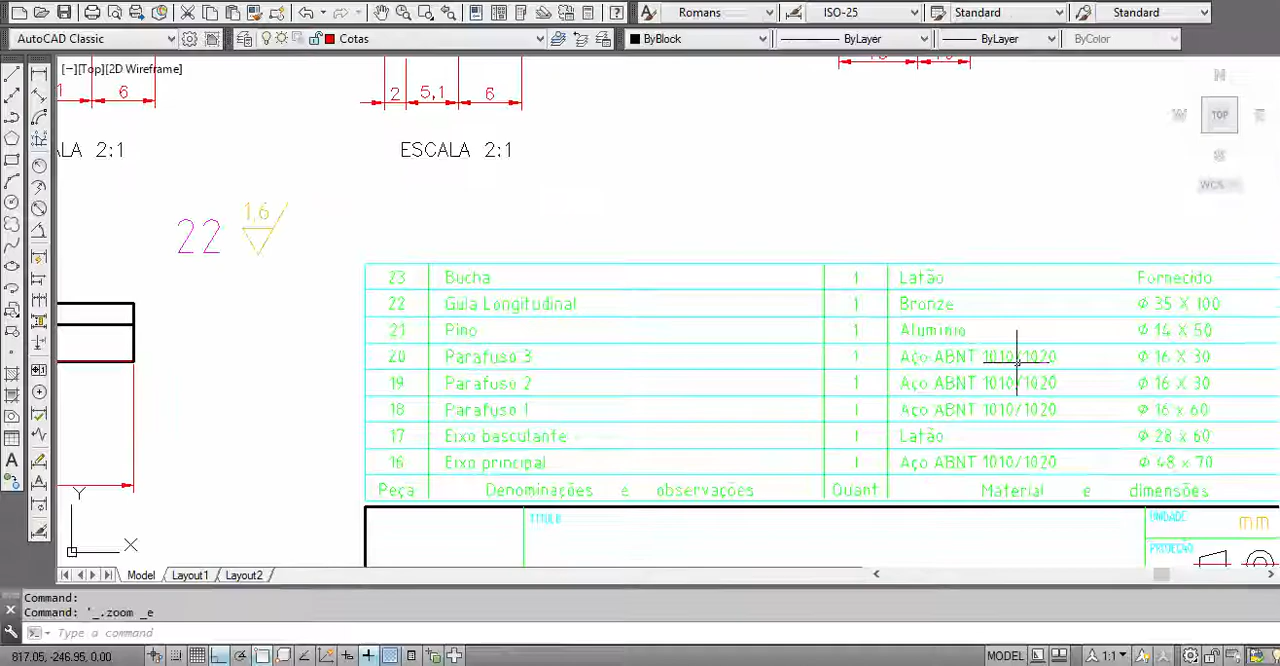 Romans ISO-25 Standard Standard
AutoCAD Classic Cotas ByBlock ByLayer ByLayer ByColor
[−][Top][2D Wireframe]
1 6 2 5,1 6
ALA 2:1 ESCALA 2:1
N
W TOP E
S
WCS
22 1,6
23 Bucha 1 Latão Fornecido
22 Guia Longitudinal 1 Bronze Φ 35 X 100
21 Pino 1 Aluminio Φ 14 X 50
20 Parafuso 3 1 Aço ABNT 1010/1020 Φ 16 X 30
19 Parafuso 2 1 Aço ABNT 1010/1020 Φ 16 X 30
18 Parafuso 1 1 Aço ABNT 1010/1020 Φ 16 x 60
17 Eixo basculante 1 Latão Φ 28 x 60
16 Eixo principal 1 Aço ABNT 1010/1020 Φ 48 x 70
Peça Denominações e observações Quant Material e dimensões
TITULO UNIDADE mm
PROJEÇÃO
Y
X
Model Layout1 Layout2
Command:
Command: '_.zoom _e
Type a command
817.05, -246.95, 0.00 MODEL 1:1